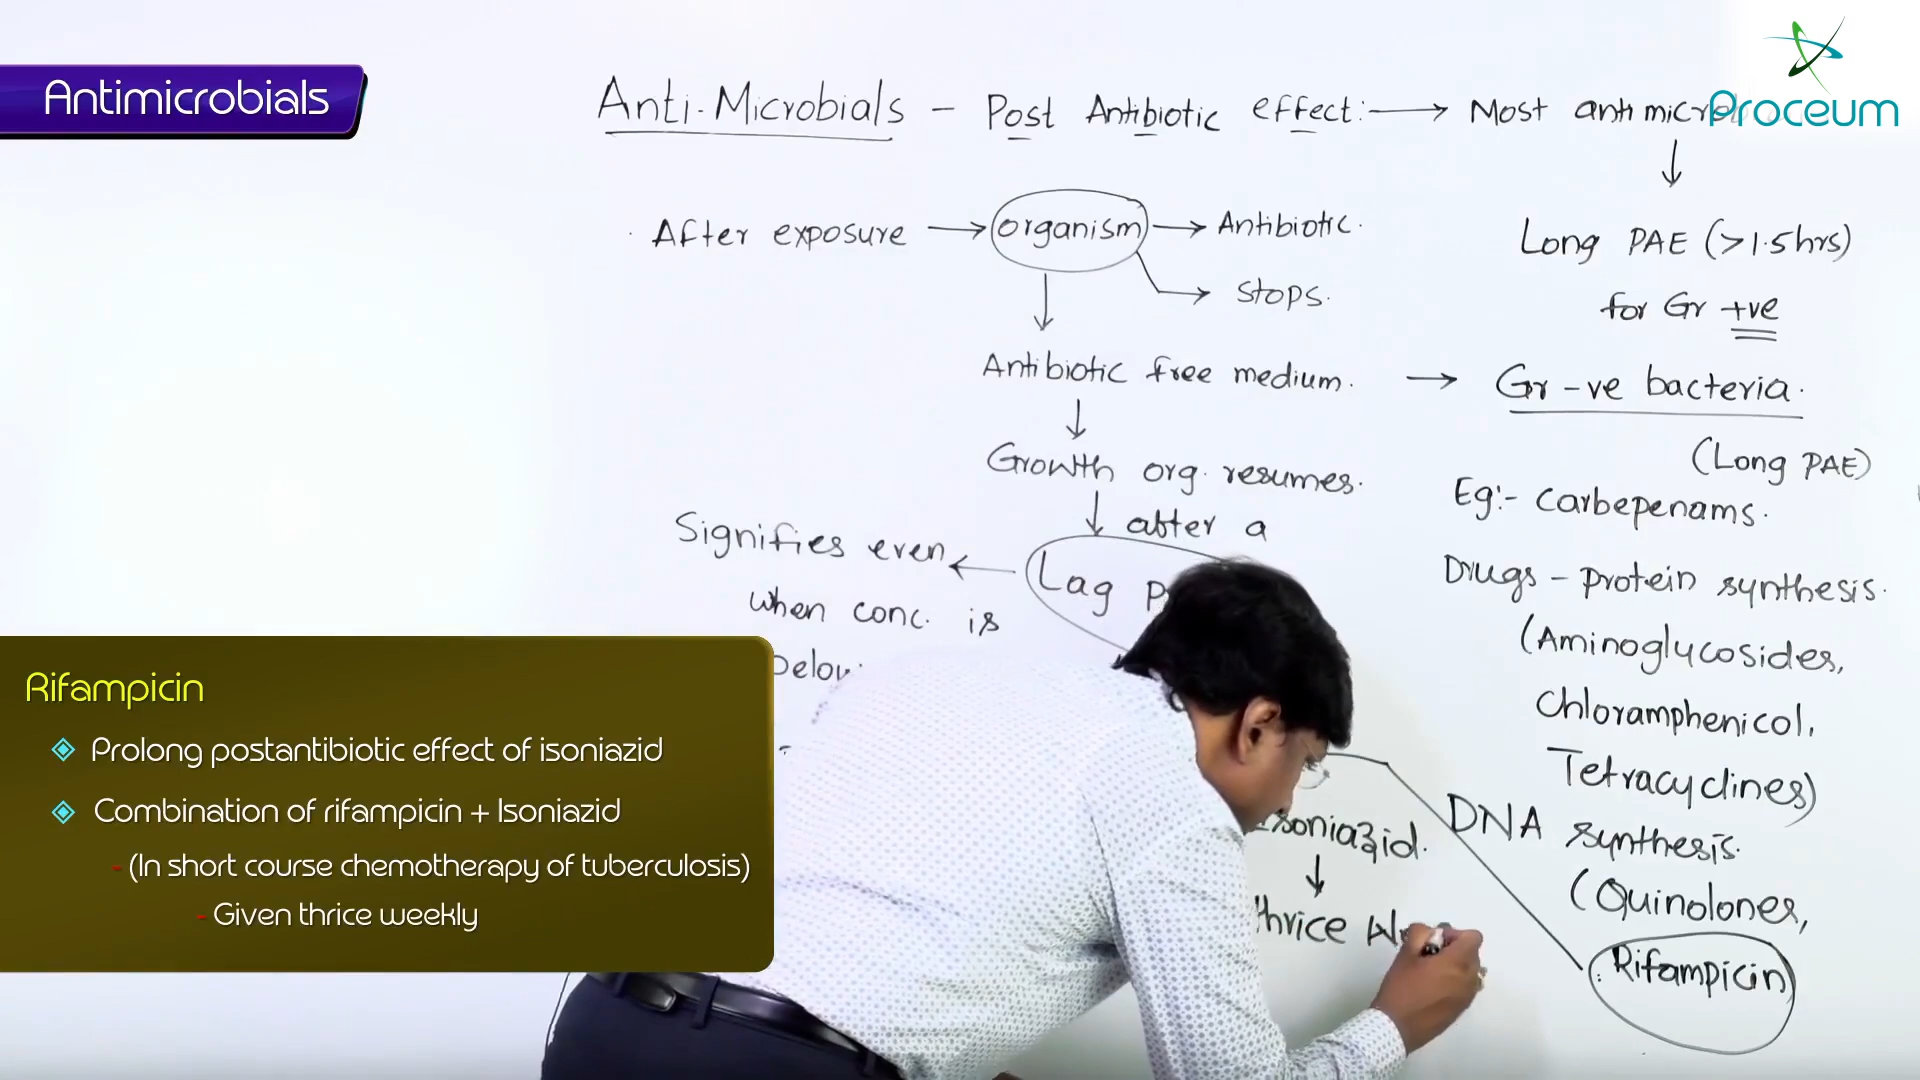 Antimicrobials
Proceum
Anti-Microbials - Post Antibiotic effect:→ Most antimicrob
After exposure → organism → Antibiotic.
→ Stops.
Long PAE (>1.5hrs)
for Gr +ve
Antibiotic free medium. → Gr -ve bacteria.
(Long PAE)
Growth org. resumes.
after a
Lag
Signifies even
when conc. is
Eg:- Carbepenams.
Drugs - protein synthesis.
(Aminoglycosides,
Chloramphenicol,
Tetracyclines)
DNA synthesis.
(Quinolones,
Rifampicin
soniazid.
thrice
Rifampicin
Prolong postantibiotic effect of isoniazid
Combination of rifampicin + Isoniazid
- (In short course chemotherapy of tuberculosis)
- Given thrice weekly